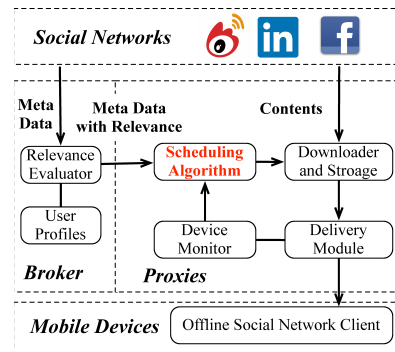 Social Networks
in
f
Meta
Data
Meta Data
with Relevance
Contents
Relevance
Evaluator
Scheduling
Algorithm
Downloader
and Stroage
User
Profiles
Device
Monitor
Delivery
Module
Broker
Proxies
Mobile Devices
Offline Social Network Client